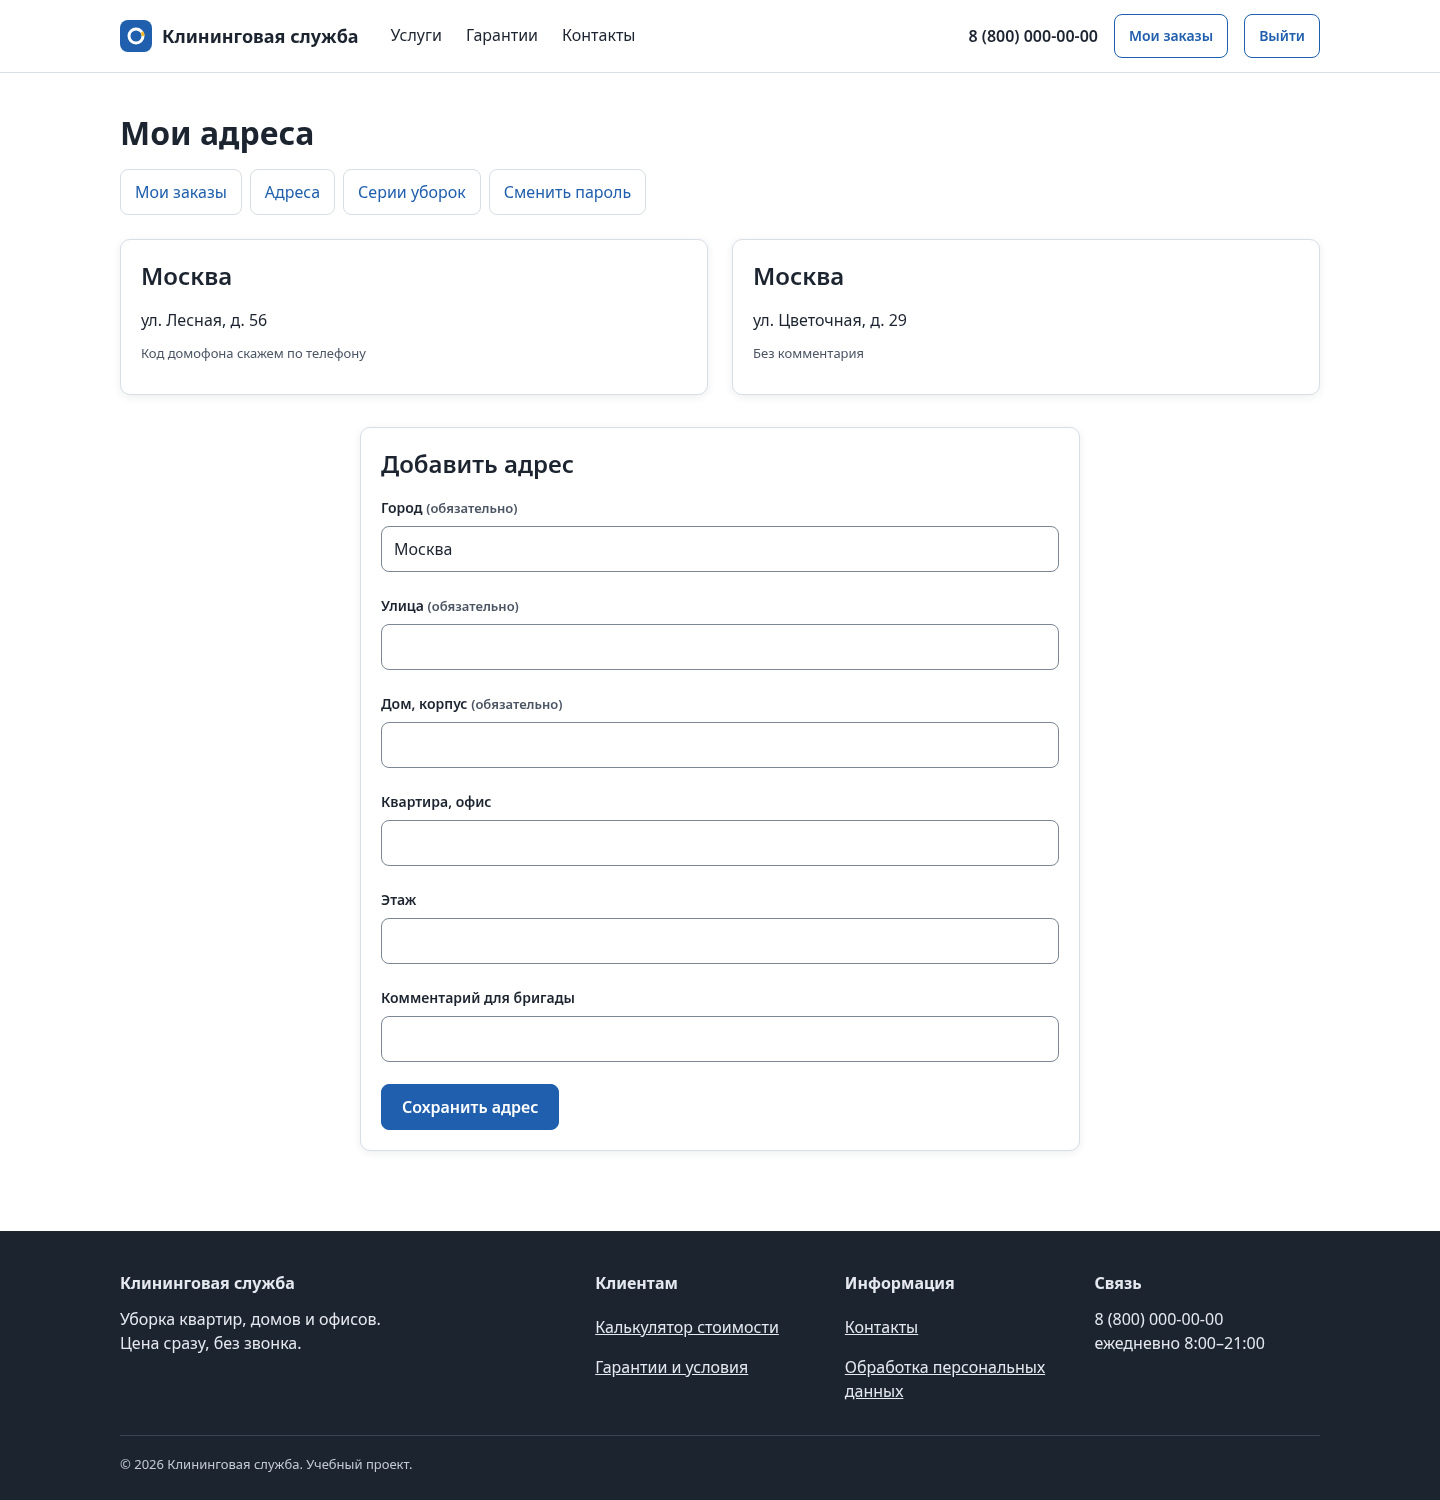 Клининговая служба
Услуги
Гарантии
Контакты
8 (800) 000-00-00
Мои заказы
Выйти
Мои адреса
Мои заказы
Адреса
Серии уборок
Сменить пароль
Москва
ул. Лесная, д. 56
Код домофона скажем по телефону
Москва
ул. Цветочная, д. 29
Без комментария
Добавить адрес
Город (обязательно)
Москва
Улица (обязательно)
Дом, корпус (обязательно)
Квартира, офис
Этаж
Комментарий для бригады
Сохранить адрес
Клининговая служба
Уборка квартир, домов и офисов.
Цена сразу, без звонка.
Клиентам
Калькулятор стоимости
Гарантии и условия
Информация
Контакты
Обработка персональных
данных
Связь
8 (800) 000-00-00
ежедневно 8:00–21:00
© 2026 Клининговая служба. Учебный проект.